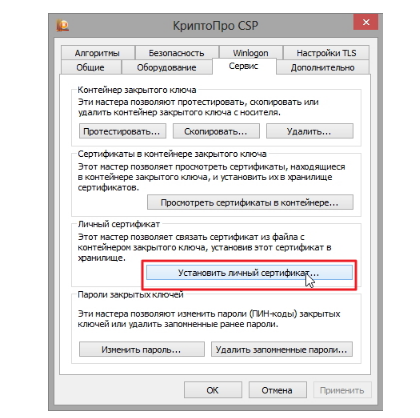 КриптоПро CSP
Алгоритмы Безопасность Winlogon Настройки TLS
Общие Оборудование Сервис Дополнительно
Контейнер закрытого ключа
Эти мастера позволяют протестировать, скопировать или
удалить контейнер закрытого ключа с носителя.
Протестировать... Скопировать... Удалить...
Сертификаты в контейнере закрытого ключа
Этот мастер позволяет просмотреть сертификаты, находящиеся
в контейнере закрытого ключа, и установить их в хранилище
сертификатов.
Просмотреть сертификаты в контейнере...
Личный сертификат
Этот мастер позволяет связать сертификат из файла с
контейнером закрытого ключа, установив этот сертификат в
хранилище.
Установить личный сертификат...
Пароли закрытых ключей
Эти мастера позволяют изменить пароли (ПИН-коды) закрытых
ключей или удалить запомненные ранее пароли.
Изменить пароль... Удалить запомненные пароли...
ОК Отмена Применить